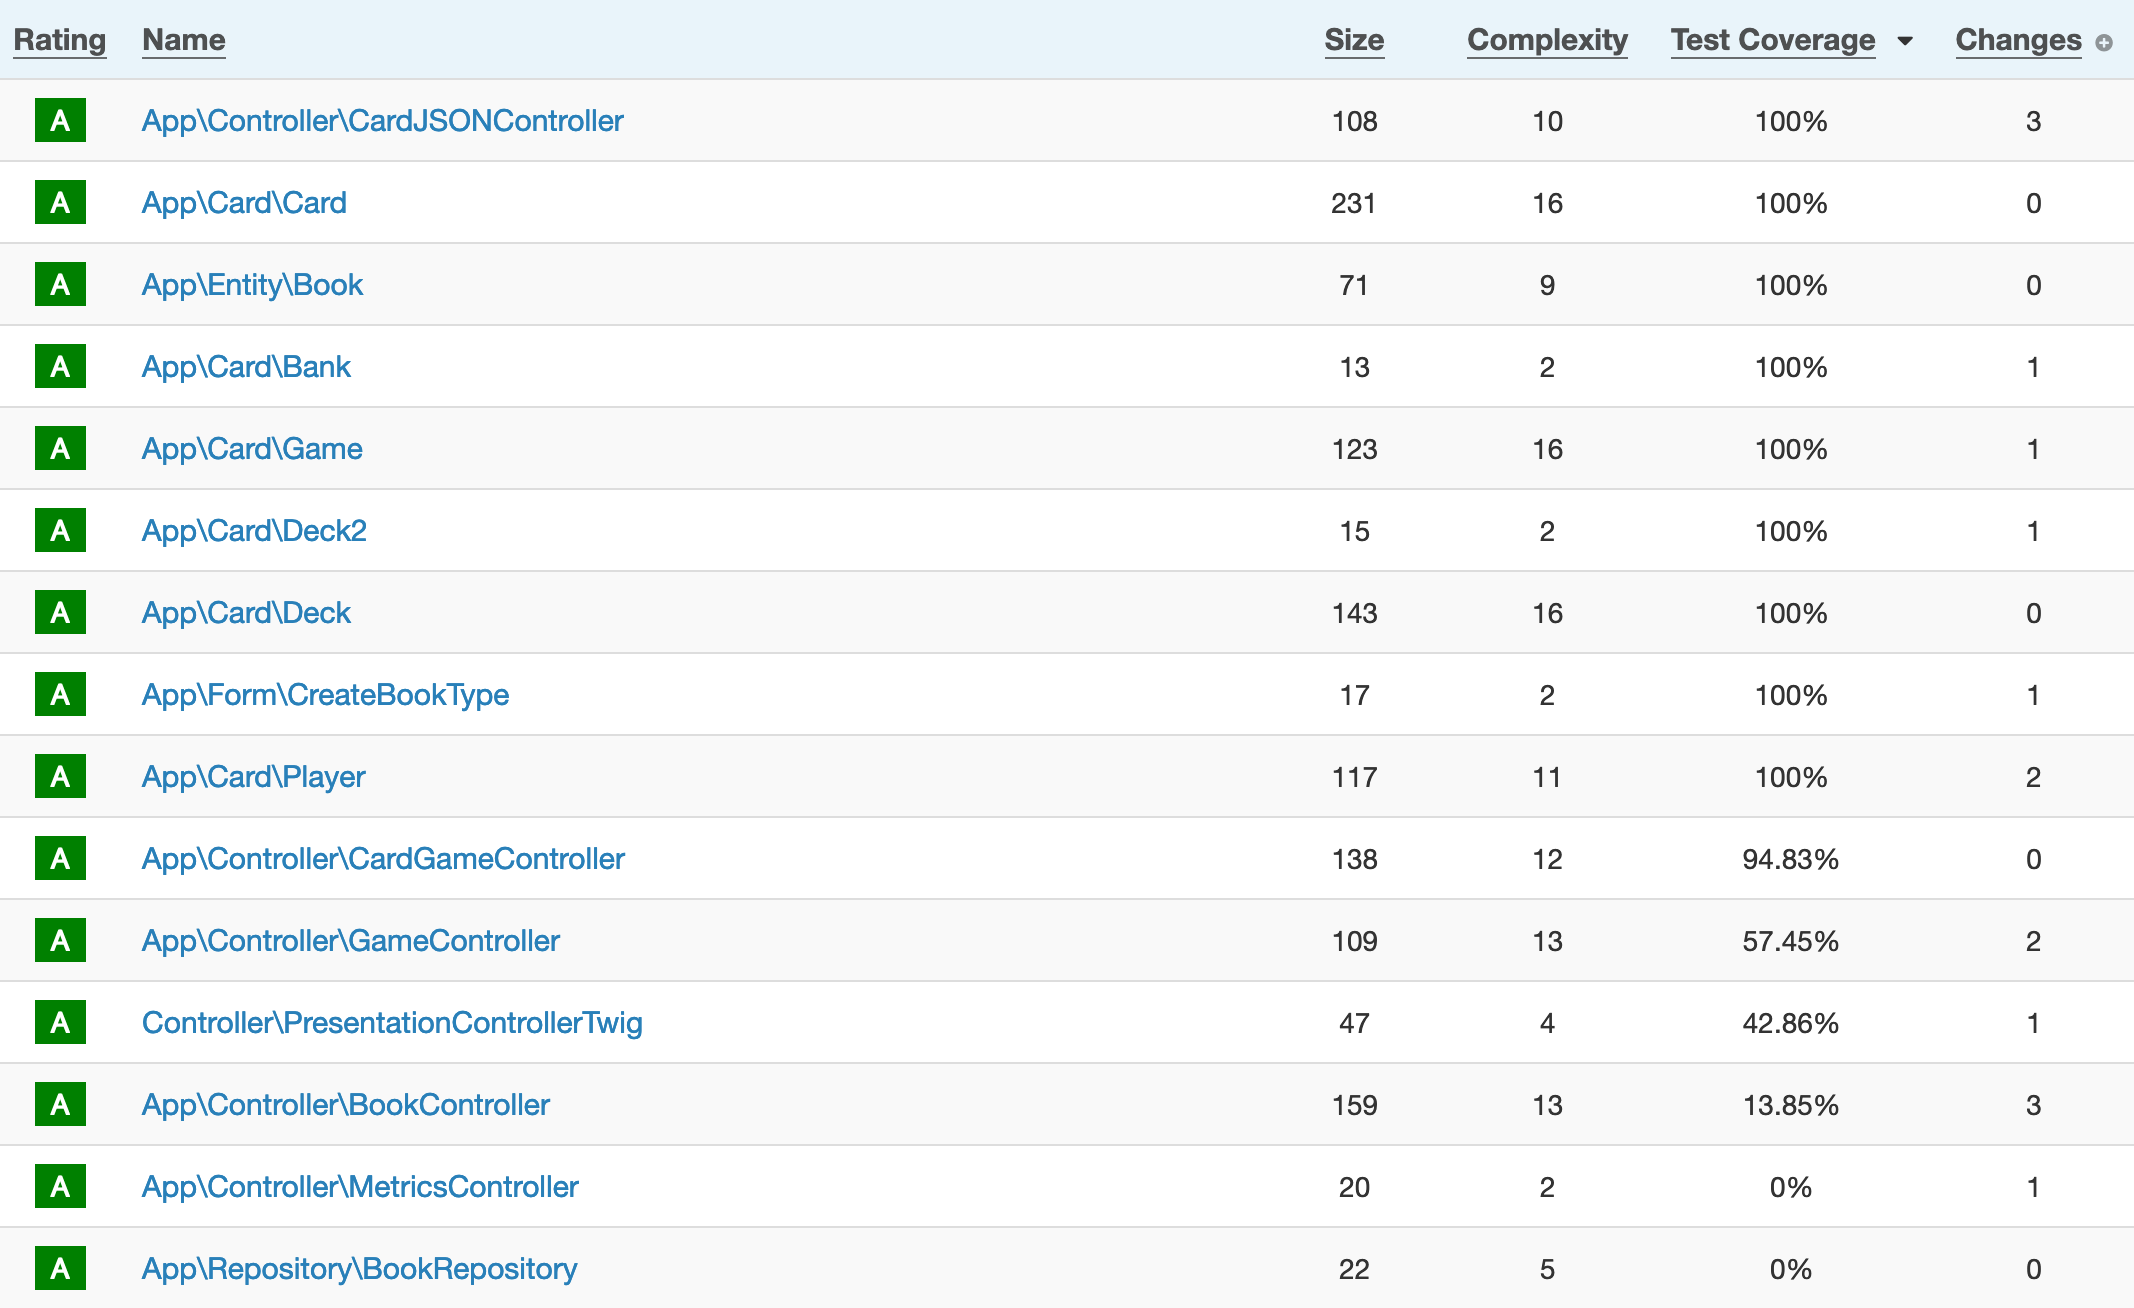 Rating Name Size Complexity Test Coverage Changes
A App\Controller\CardJSONController 108 10 100% 3
A App\Card\Card 231 16 100% 0
A App\Entity\Book 71 9 100% 0
A App\Card\Bank 13 2 100% 1
A App\Card\Game 123 16 100% 1
A App\Card\Deck2 15 2 100% 1
A App\Card\Deck 143 16 100% 0
A App\Form\CreateBookType 17 2 100% 1
A App\Card\Player 117 11 100% 2
A App\Controller\CardGameController 138 12 94.83% 0
A App\Controller\GameController 109 13 57.45% 2
A Controller\PresentationControllerTwig 47 4 42.86% 1
A App\Controller\BookController 159 13 13.85% 3
A App\Controller\MetricsController 20 2 0% 1
A App\Repository\BookRepository 22 5 0% 0